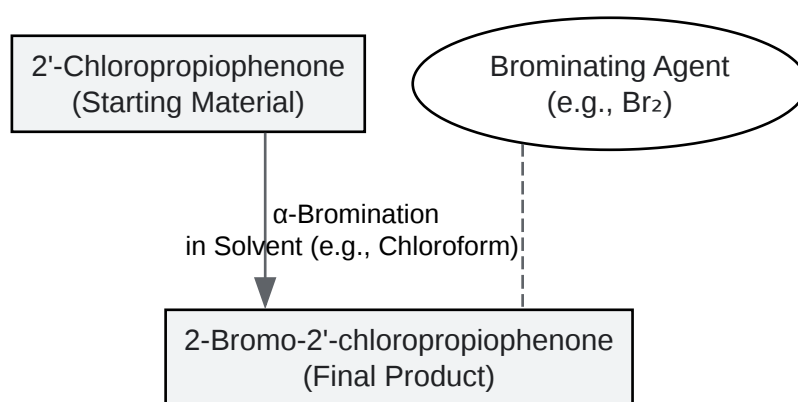 2'-Chloropropiophenone
(Starting Material)
Brominating Agent
(e.g., Br₂)
α-Bromination
in Solvent (e.g., Chloroform)
2-Bromo-2'-chloropropiophenone
(Final Product)